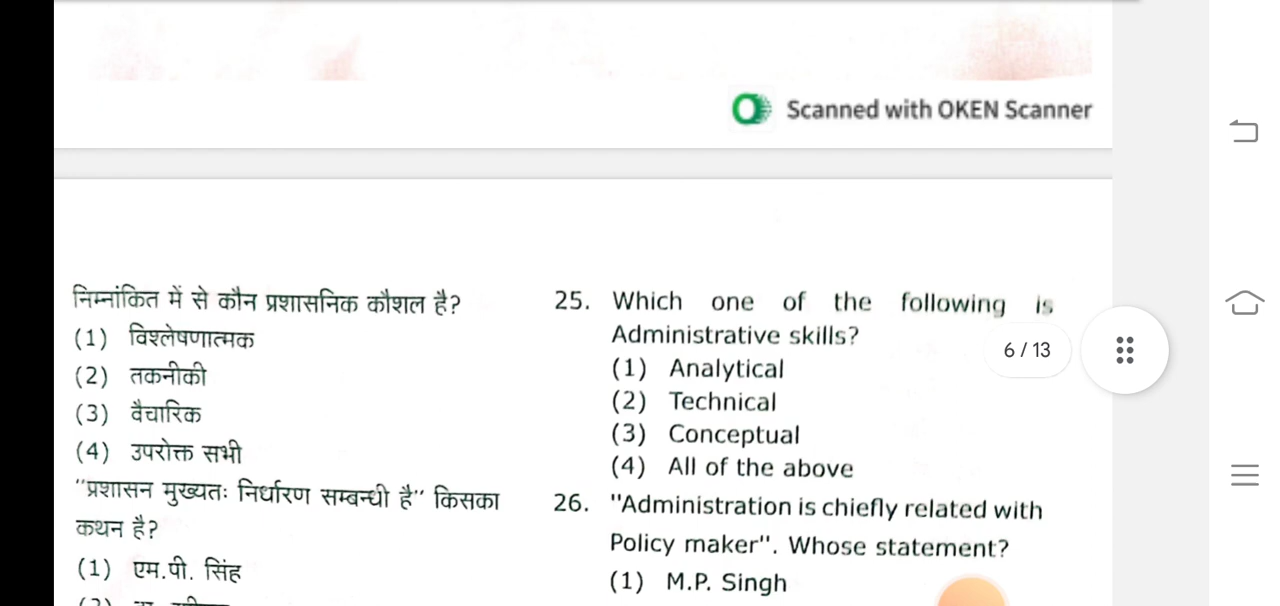 Scanned with OKEN Scanner
निम्नांकित में से कौन प्रशासनिक कौशल है?
(1) विश्लेषणात्मक
(2) तकनीकी
(3) वैचारिक
(4) उपरोक्त सभी
"प्रशासन मुख्यतः निर्धारण सम्बन्धी है" किसका
कथन है?
(1) एम.पी. सिंह
25. Which one of the following is
Administrative skills?
(1) Analytical
(2) Technical
(3) Conceptual
(4) All of the above
26. "Administration is chiefly related with
Policy maker". Whose statement?
(1) M.P. Singh
6 / 13